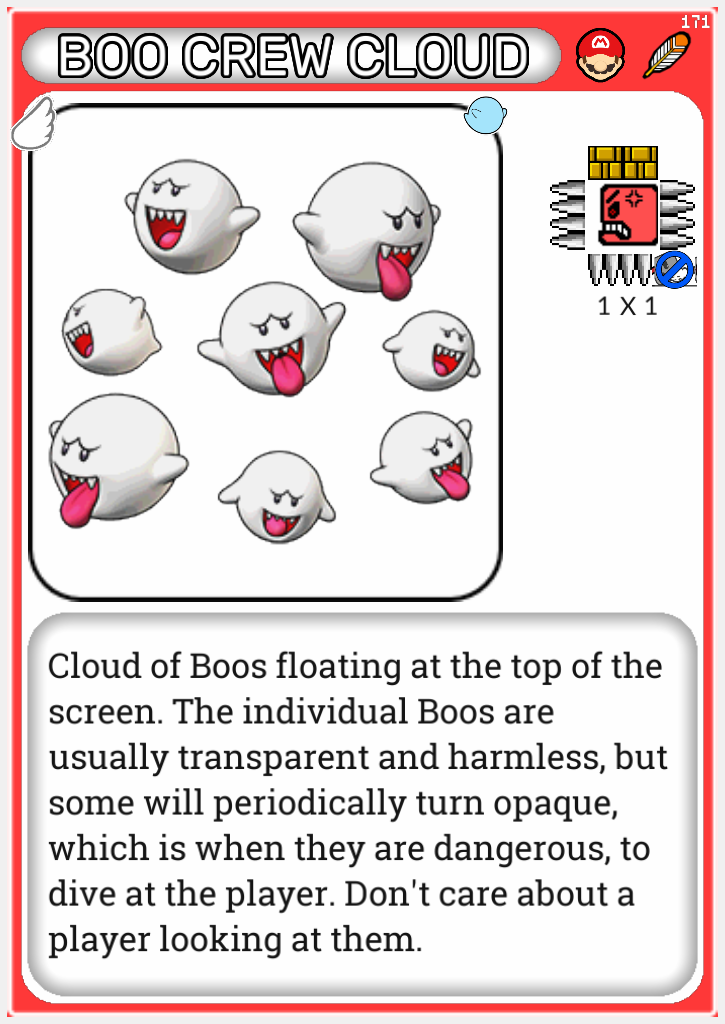 171
BOO CREW CLOUD
1 X 1
Cloud of Boos floating at the top of the
screen. The individual Boos are
usually transparent and harmless, but
some will periodically turn opaque,
which is when they are dangerous, to
dive at the player. Don't care about a
player looking at them.